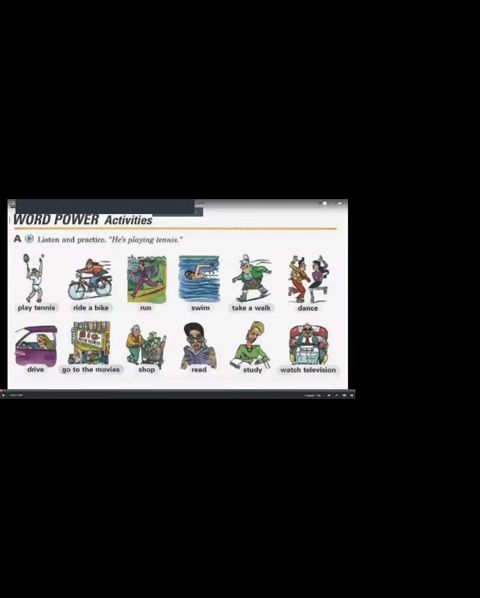 WORD POWER Activities
A Listen and practice. "He's playing tennis."
play tennis ride a bike run swim take a walk dance
drive go to the movies shop read study watch television